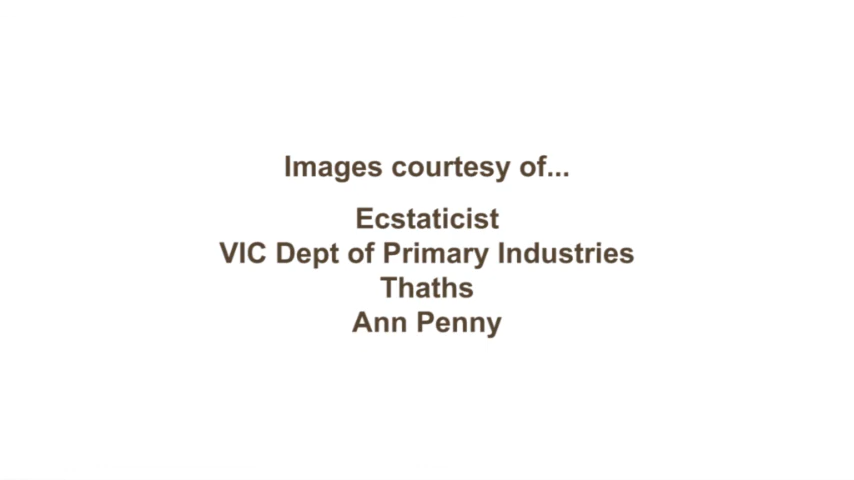 Images courtesy of...
Ecstaticist
VIC Dept of Primary Industries
Thaths
Ann Penny